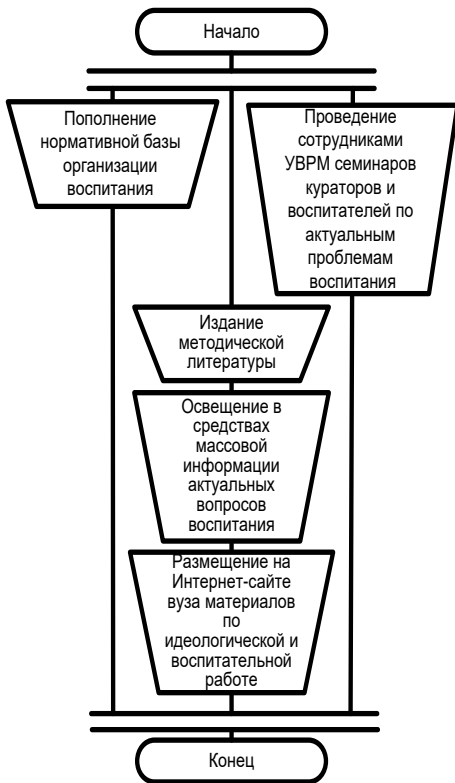 Начало
Пополнение
нормативной базы
организации
воспитания
Проведение
сотрудниками
УВРМ семинаров
кураторов и
воспитателей по
актуальным
проблемам
воспитания
Издание
методической
литературы
Освещение в
средствах
массовой
информации
актуальных
вопросов
воспитания
Размещение на
Интернет-сайте
вуза материалов
по
идеологической и
воспитательной
работе
Конец